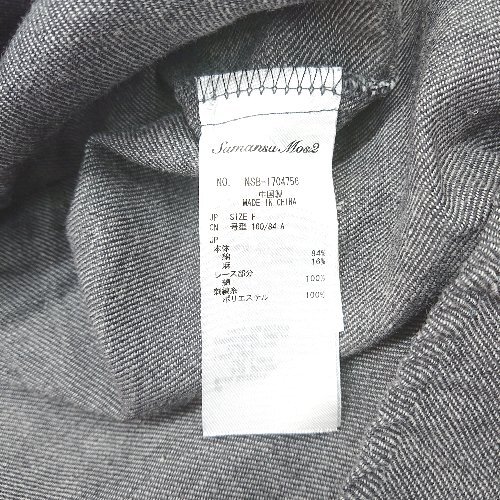 Samansa Mos2
NO. NSB-1704756
中国製
MADE IN CHINA
JP SIZE F
CN 号型 160/84 A
JP
本体
綿 84%
麻 16%
レース部分
綿 100%
刺繍糸
ポリエステル 100%